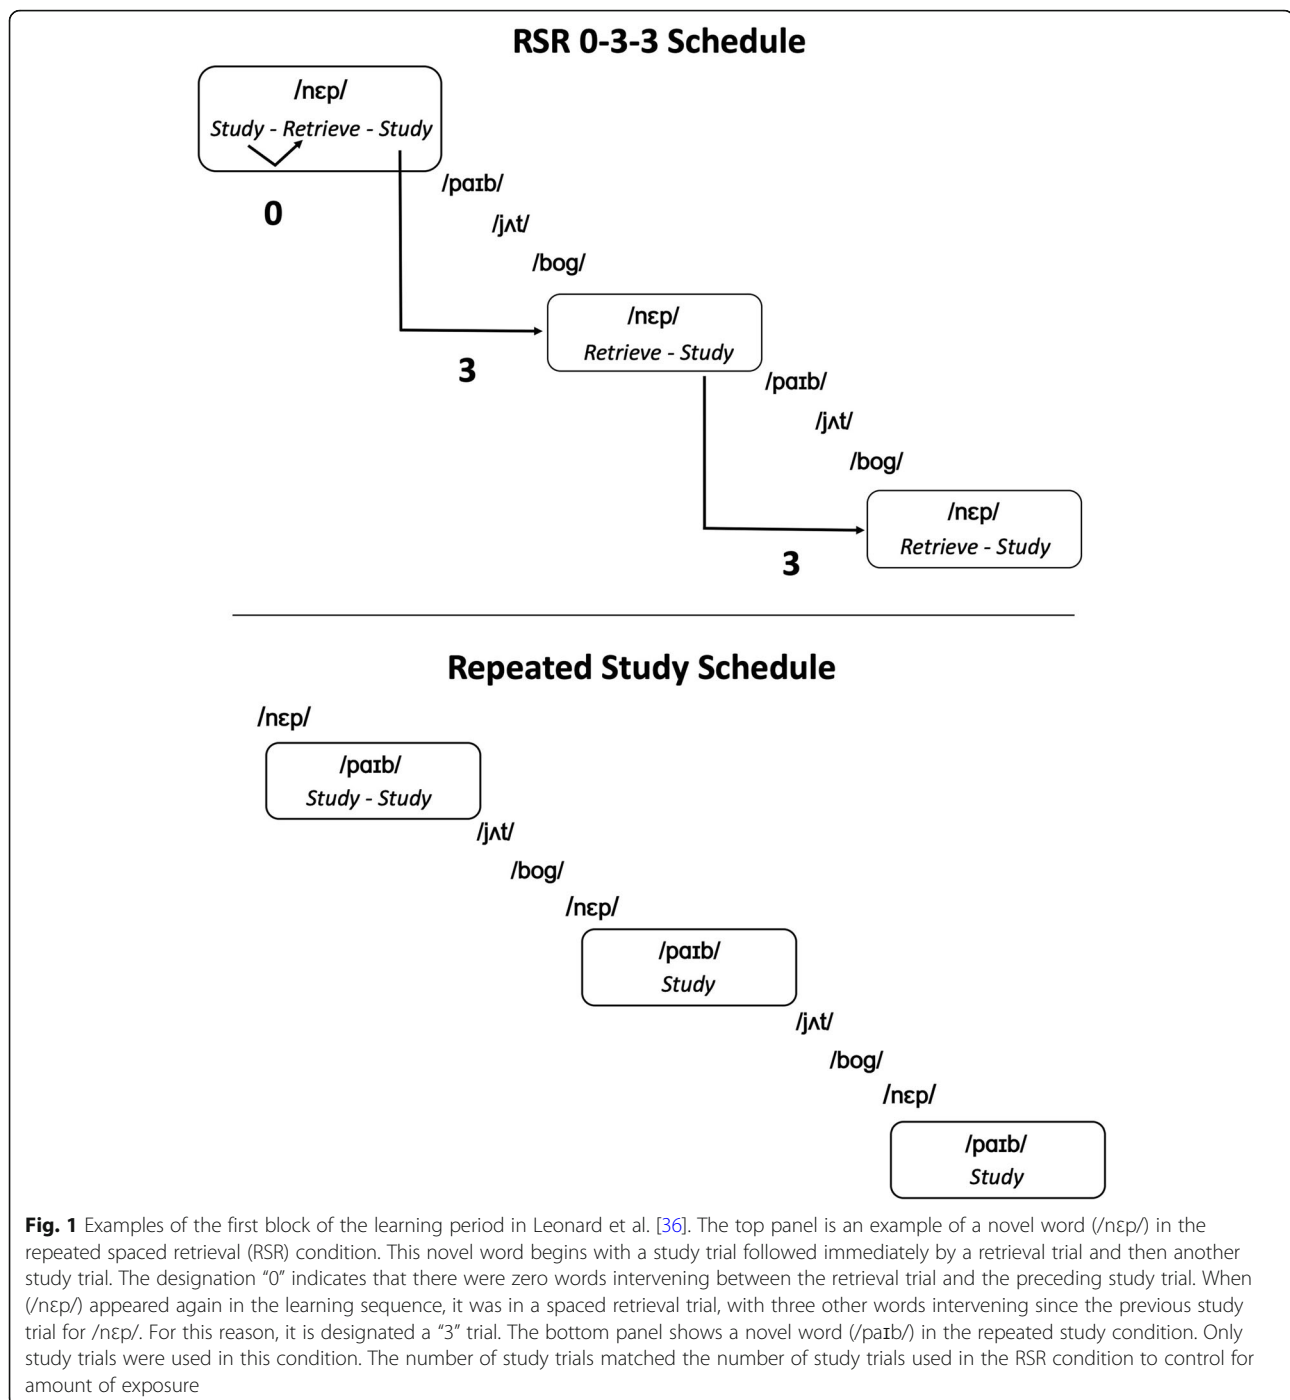 RSR 0-3-3 Schedule
/nɛp/
Study - Retrieve - Study
0
/paɪb/
/jʌt/
/bog/
/nɛp/
Retrieve - Study
3
/paɪb/
/jʌt/
/bog/
/nɛp/
Retrieve - Study
3
Repeated Study Schedule
/nɛp/
/paɪb/
Study - Study
/jʌt/
/bog/
/nɛp/
/paɪb/
Study
/jʌt/
/bog/
/nɛp/
/paɪb/
Study
Fig. 1 Examples of the first block of the learning period in Leonard et al. [36]. The top panel is an example of a novel word (/nɛp/) in the
repeated spaced retrieval (RSR) condition. This novel word begins with a study trial followed immediately by a retrieval trial and then another
study trial. The designation “0” indicates that there were zero words intervening between the retrieval trial and the preceding study trial. When
(/nɛp/) appeared again in the learning sequence, it was in a spaced retrieval trial, with three other words intervening since the previous study
trial for /nɛp/. For this reason, it is designated a “3” trial. The bottom panel shows a novel word (/paɪb/) in the repeated study condition. Only
study trials were used in this condition. The number of study trials matched the number of study trials used in the RSR condition to control for
amount of exposure